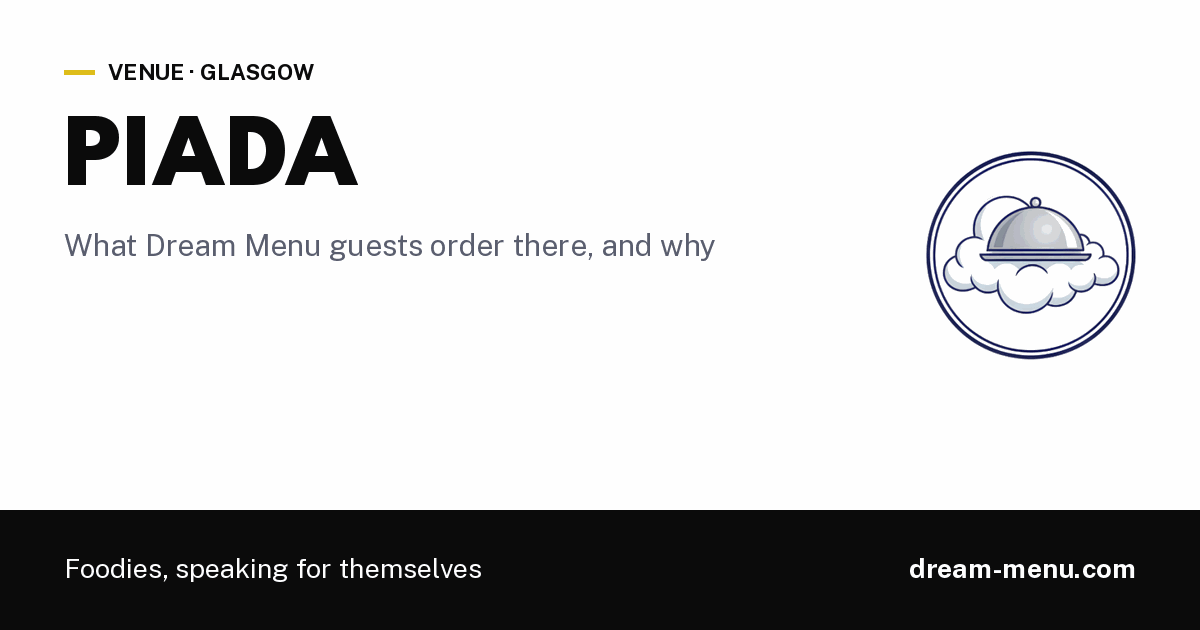 VENUE · GLASGOW
PIADA
What Dream Menu guests order there, and why
Foodies, speaking for themselves
dream-menu.com